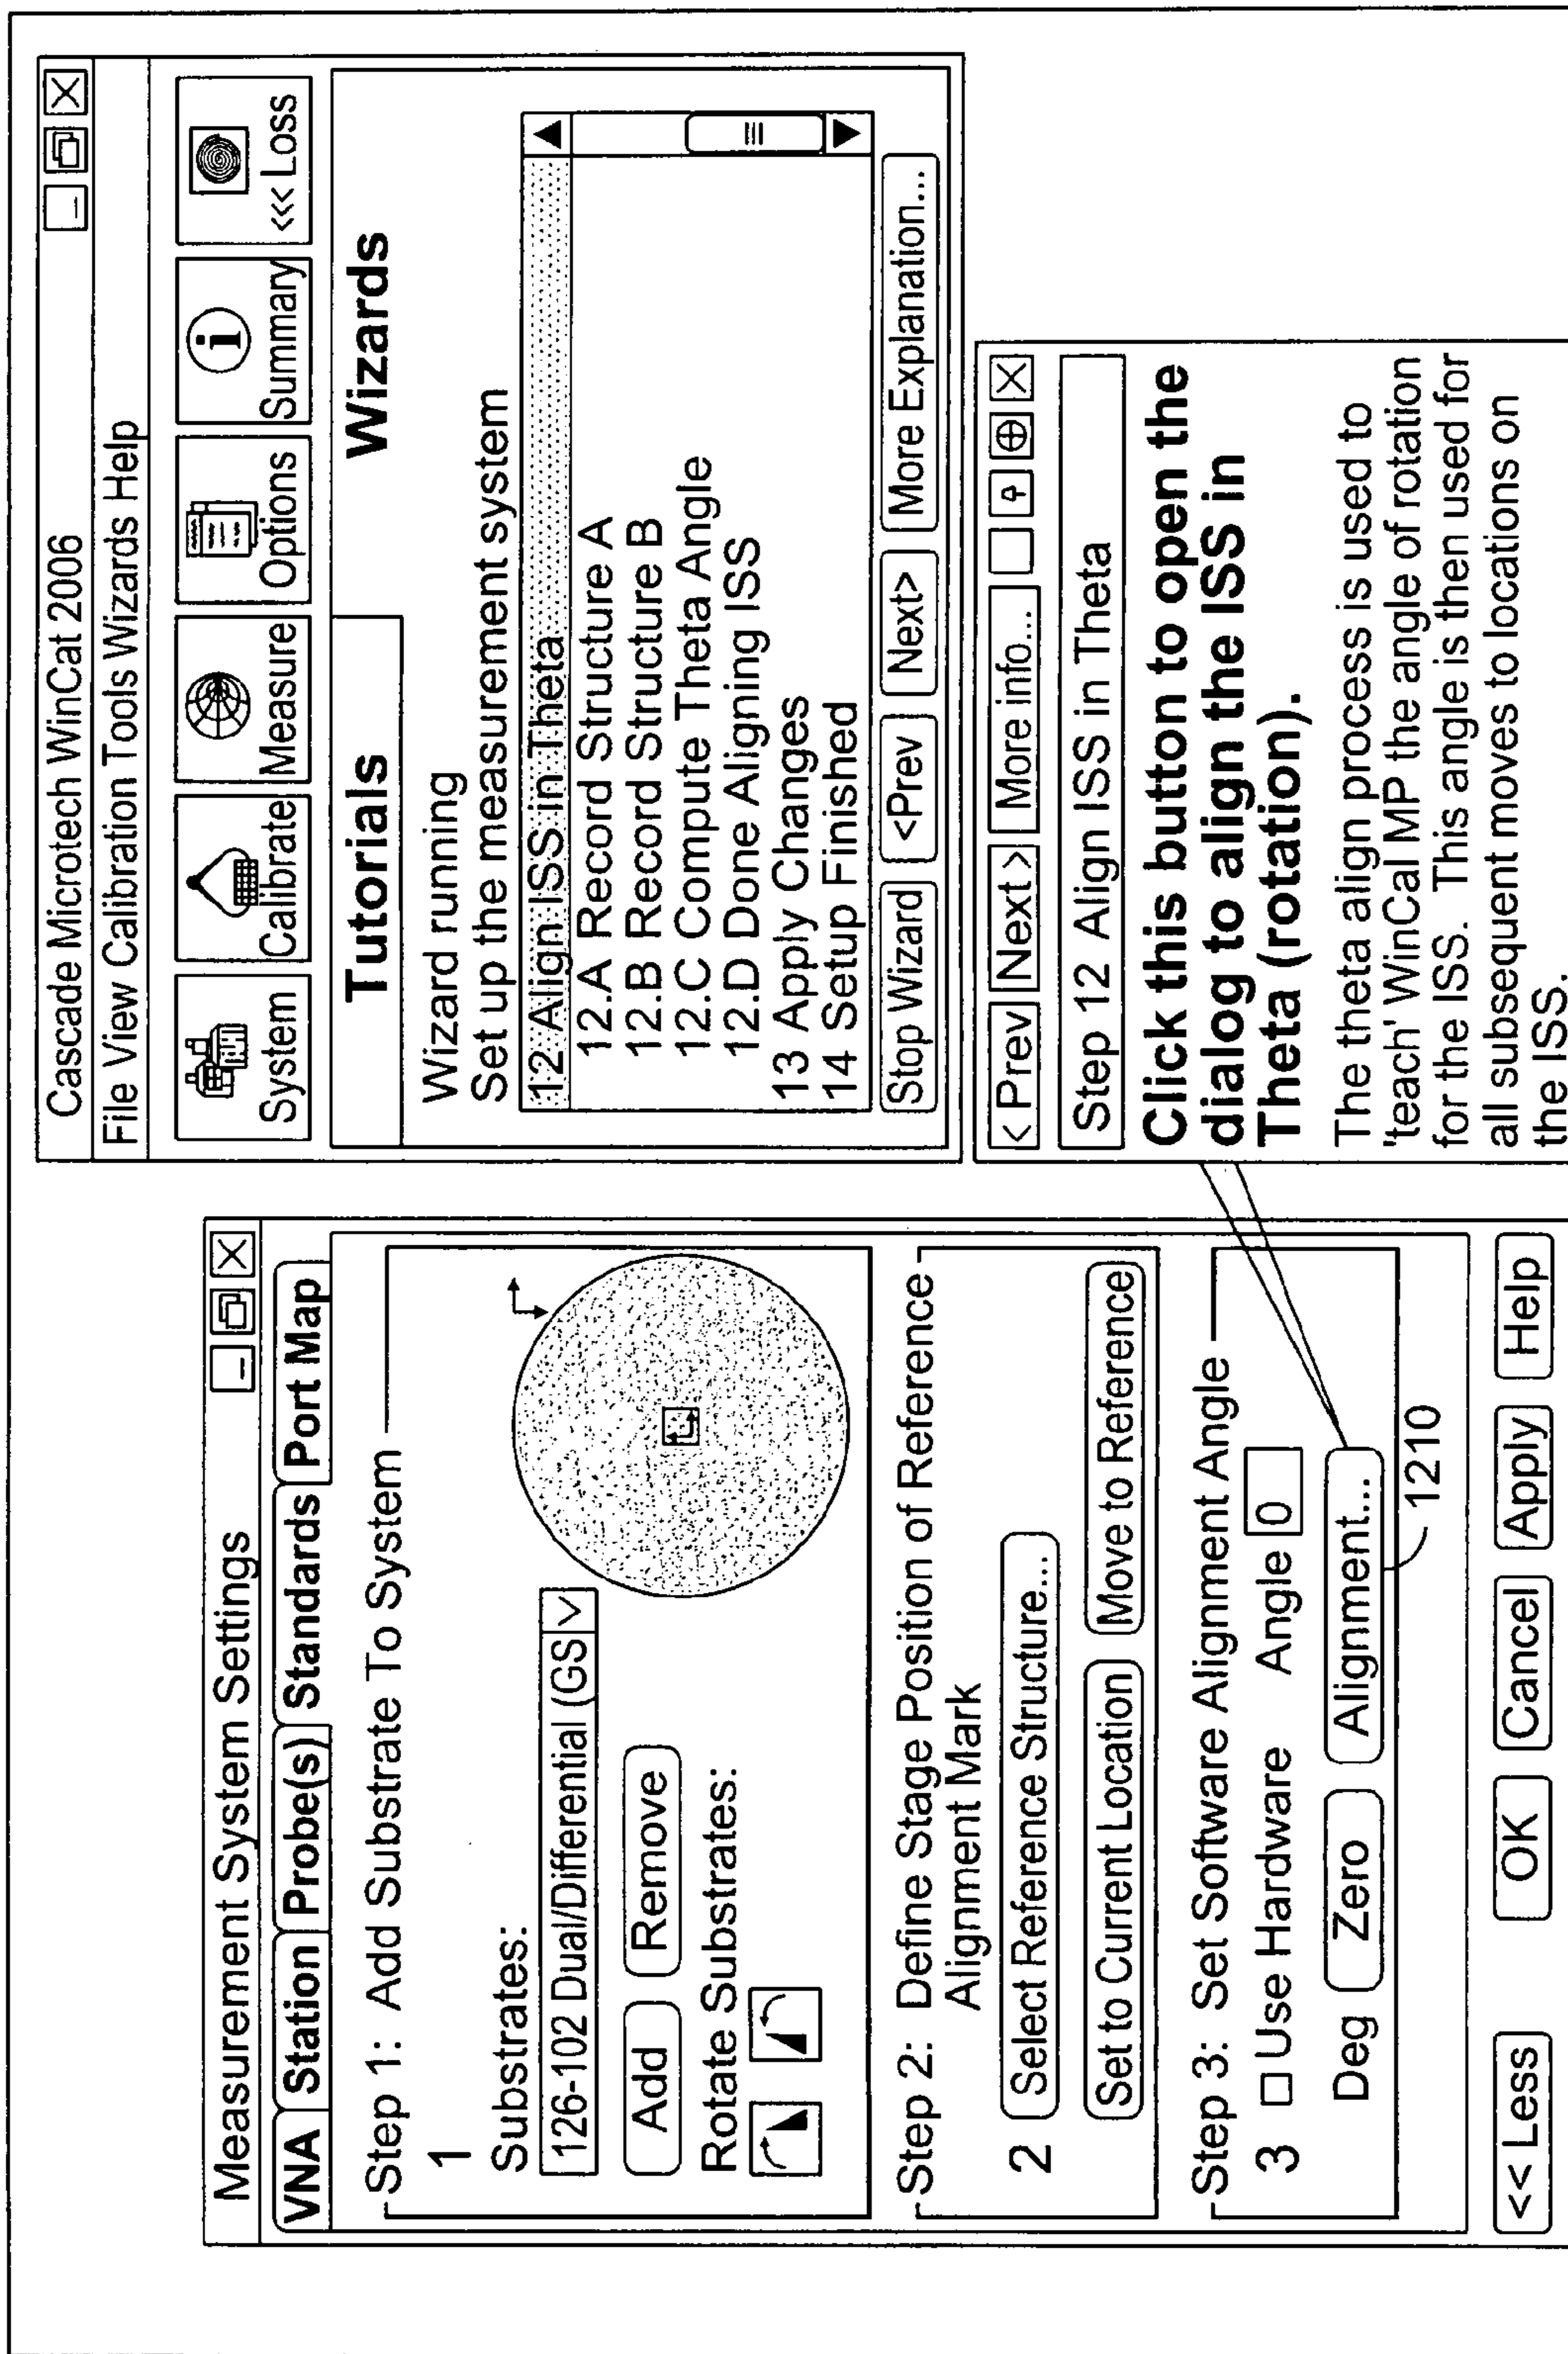 Measurement System Settings
VNA Station Probe(s) Standards Port Map
Step 1: Add Substrate To System
1
Substrates:
126-102 Dual/Differential (GS
Add Remove
Rotate Substrates:
Step 2: Define Stage Position of Reference
Alignment Mark
2 Select Reference Structure...
Set to Current Location Move to Reference
Step 3: Set Software Alignment Angle
3 Use Hardware Angle 0
Deg Zero Alignment...
1210
<< Less OK Cancel Apply Help
Cascade Microtech WinCat 2006
File View Calibration Tools Wizards Help
System Calibrate Measure Options Summary <<< Loss
Tutorials Wizards
Wizard running
Set up the measurement system
12 Align ISS in Theta
12.A Record Structure A
12.B Record Structure B
12.C Compute Theta Angle
12.D Done Aligning ISS
13 Apply Changes
14 Setup Finished
Stop Wizard <Prev Next> More Explanation...
< Prev Next > More info...
Step 12 Align ISS in Theta
Click this button to open the
dialog to align the ISS in
Theta (rotation).
The theta align process is used to
'teach' WinCal MP the angle of rotation
for the ISS. This angle is then used for
all subsequent moves to locations on
the ISS.